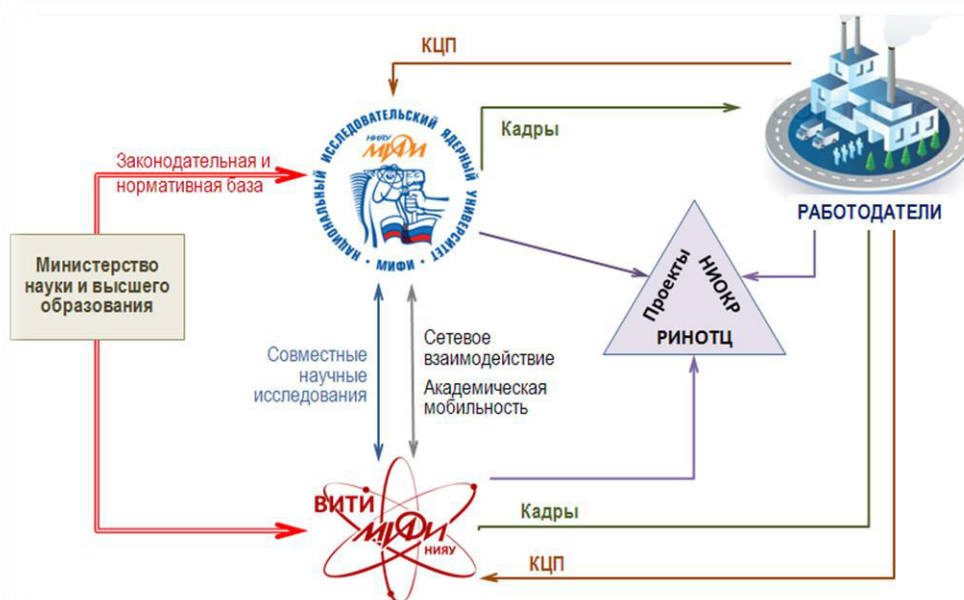 КЦП
Кадры
НАЦИОНАЛЬНЫЙ ИССЛЕДОВАТЕЛЬСКИЙ ЯДЕРНЫЙ УНИВЕРСИТЕТ • МИФИ •
НИЯУ
МИФИ
Законодательная и
нормативная база
РАБОТОДАТЕЛИ
Министерство
науки и высшего
образования
Проекты
НИОКР
РИНОТЦ
Совместные
научные
исследования
Сетевое
взаимодействие
Академическая
мобильность
ВИТИ
МИФИ
НИЯУ
Кадры
КЦП